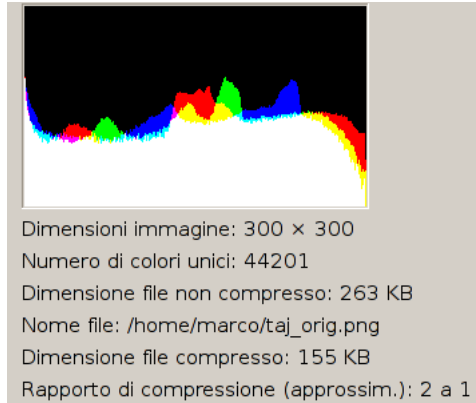 Dimensioni immagine: 300 × 300
Numero di colori unici: 44201
Dimensione file non compresso: 263 KB
Nome file: /home/marco/taj_orig.png
Dimensione file compresso: 155 KB
Rapporto di compressione (approssim.): 2 a 1